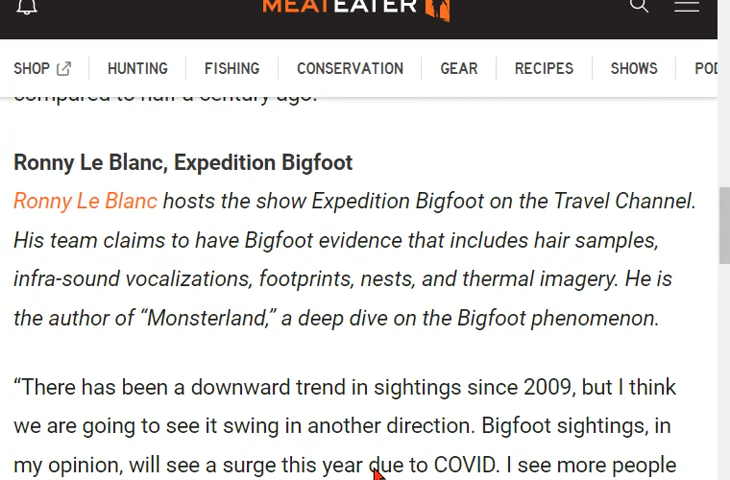 MEATEATER
SHOP
HUNTING
FISHING
CONSERVATION
GEAR
RECIPES
SHOWS
compared to half a century ago.
Ronny Le Blanc, Expedition Bigfoot
Ronny Le Blanc hosts the show Expedition Bigfoot on the Travel Channel.
His team claims to have Bigfoot evidence that includes hair samples,
infra-sound vocalizations, footprints, nests, and thermal imagery. He is
the author of “Monsterland,” a deep dive on the Bigfoot phenomenon.
“There has been a downward trend in sightings since 2009, but I think
we are going to see it swing in another direction. Bigfoot sightings, in
my opinion, will see a surge this year due to COVID. I see more people